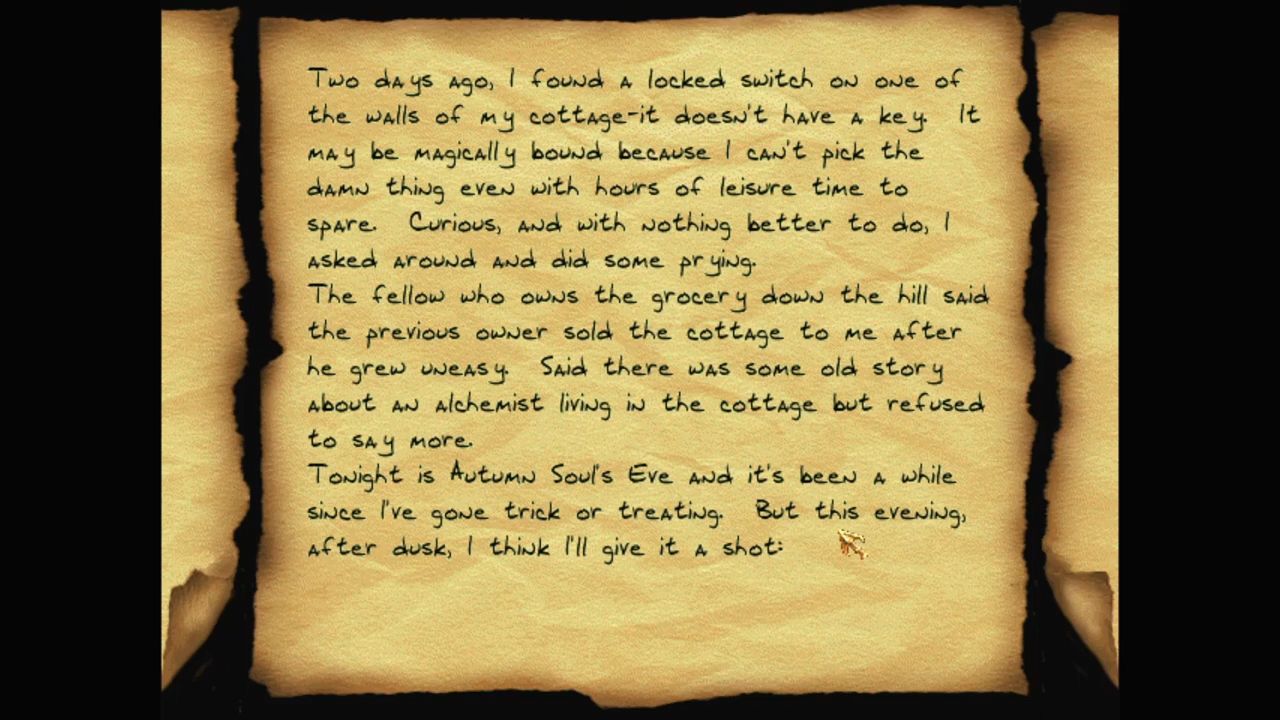 Two days ago, I found a locked switch on one of
the walls of my cottage-it doesn't have a key.  It
may be magically bound because I can't pick the
damn thing even with hours of leisure time to
spare.  Curious, and with nothing better to do, I
asked around and did some prying.
The fellow who owns the grocery down the hill said
the previous owner sold the cottage to me after
he grew uneasy.  Said there was some old story
about an alchemist living in the cottage but refused
to say more.
Tonight is Autumn Soul's Eve and it's been a while
since I've gone trick or treating.  But this evening,
after dusk, I think I'll give it a shot: